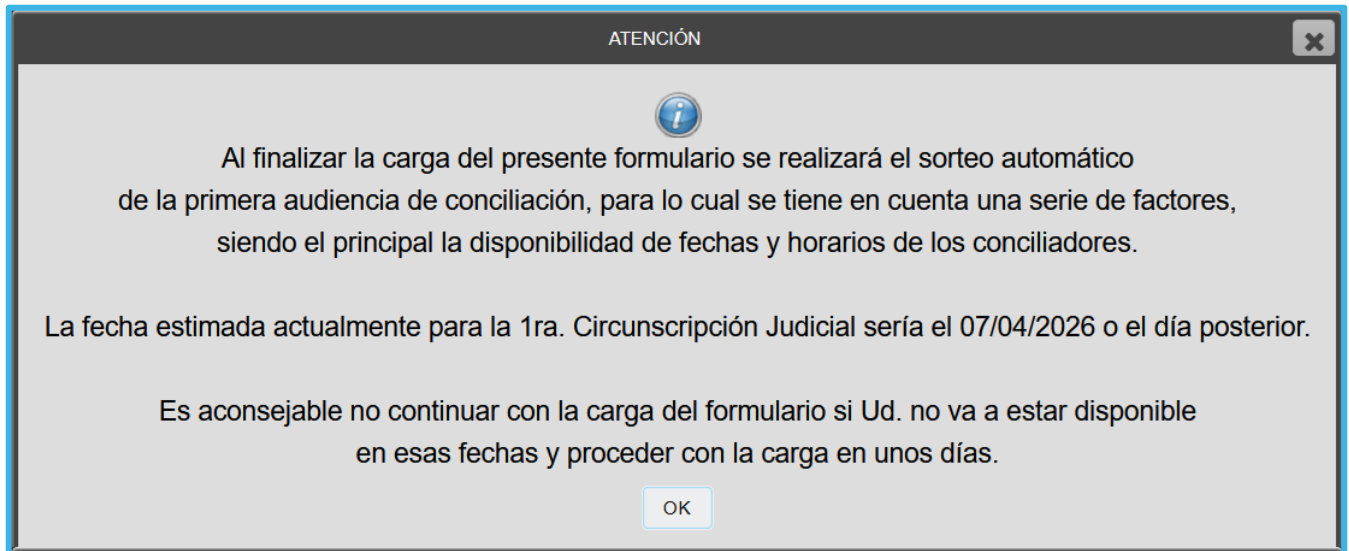 ATENCIÓN
Al finalizar la carga del presente formulario se realizará el sorteo automático
de la primera audiencia de conciliación, para lo cual se tiene en cuenta una serie de factores,
siendo el principal la disponibilidad de fechas y horarios de los conciliadores.
La fecha estimada actualmente para la 1ra. Circunscripción Judicial sería el 07/04/2026 o el día posterior.
Es aconsejable no continuar con la carga del formulario si Ud. no va a estar disponible
en esas fechas y proceder con la carga en unos días.
OK